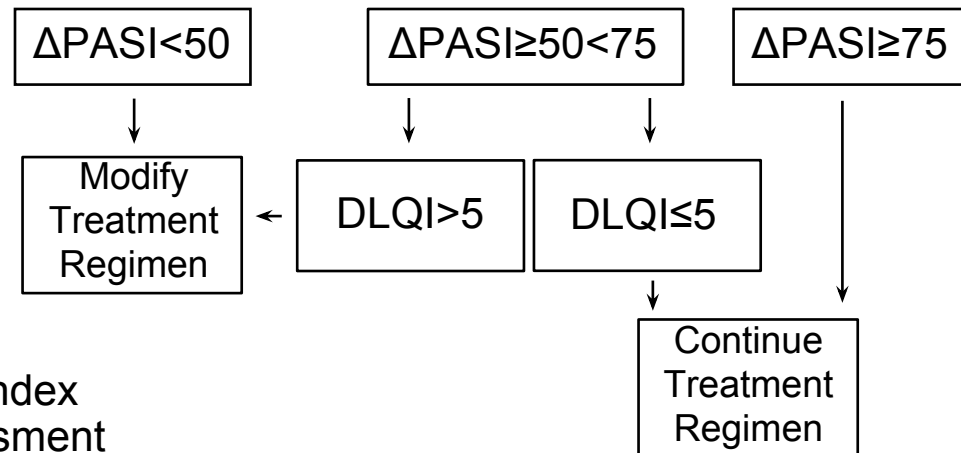 ΔPASI<50
ΔPASI≥50<75
ΔPASI≥75
Modify
Treatment
Regimen
DLQI>5
DLQI≤5
Continue
Treatment
Regimen
ndex
sment